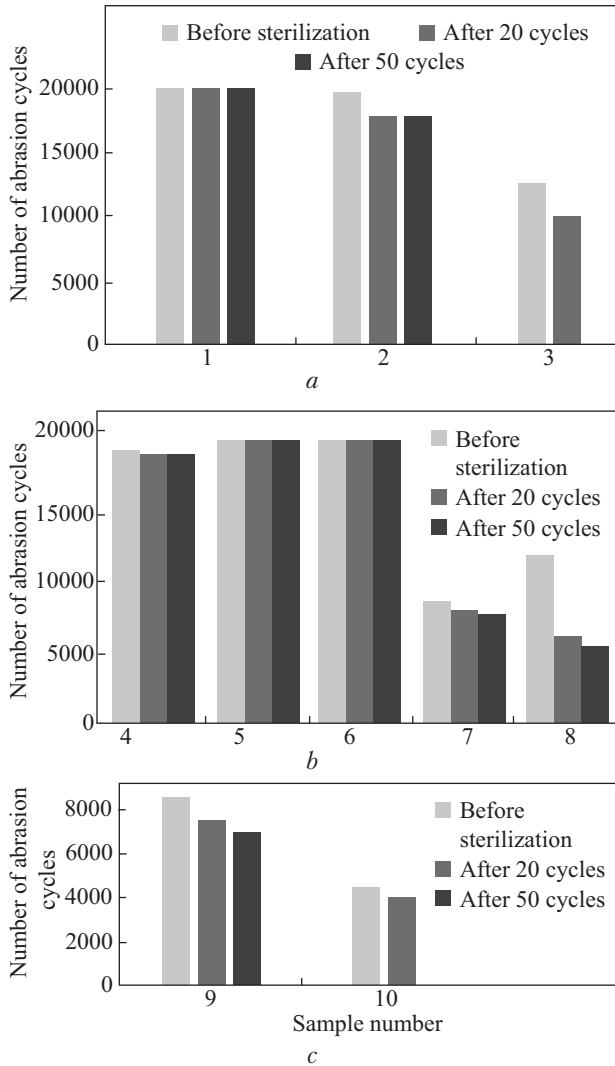 Before sterilization After 20 cycles
After 50 cycles
Number of abrasion cycles
20000
15000
10000
5000
0
1 2 3
a
Number of abrasion cycles
20000
15000
10000
5000
0
Before
sterilization
After 20 cycles
After 50 cycles
4 5 6 7 8
b
Number of abrasion
cycles
8000
6000
4000
2000
0
Before
sterilization
After 20 cycles
After 50 cycles
9 10
Sample number
c